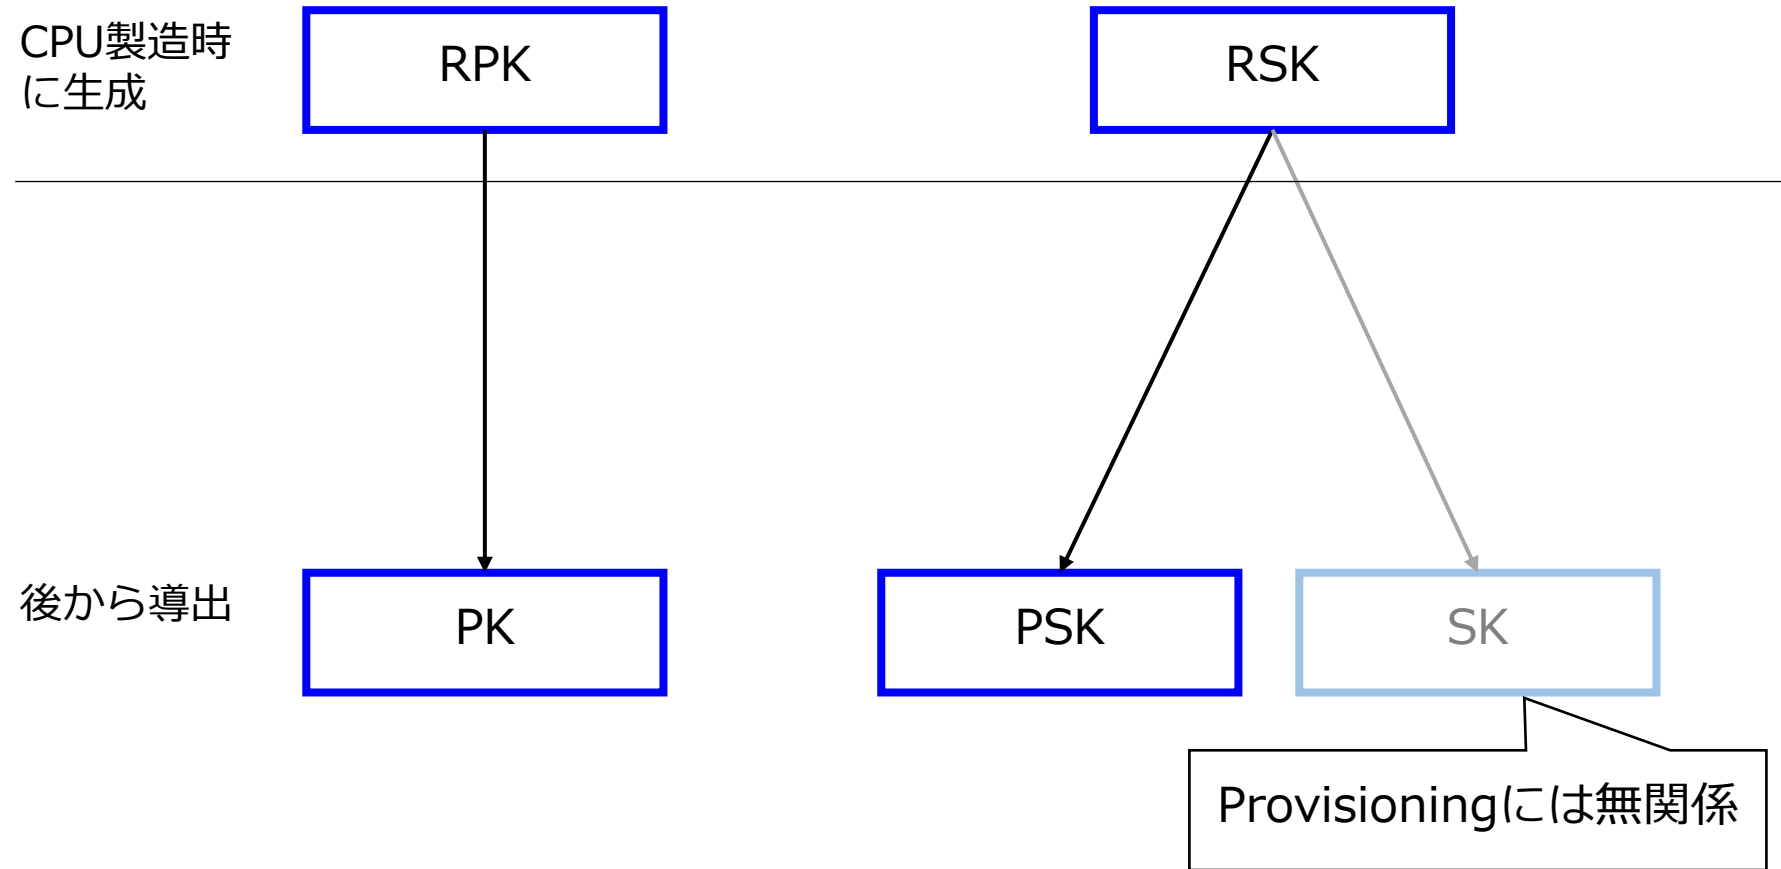 CPU製造時
に生成
RPK
RSK
後から導出
PK
PSK
SK
Provisioningには無関係